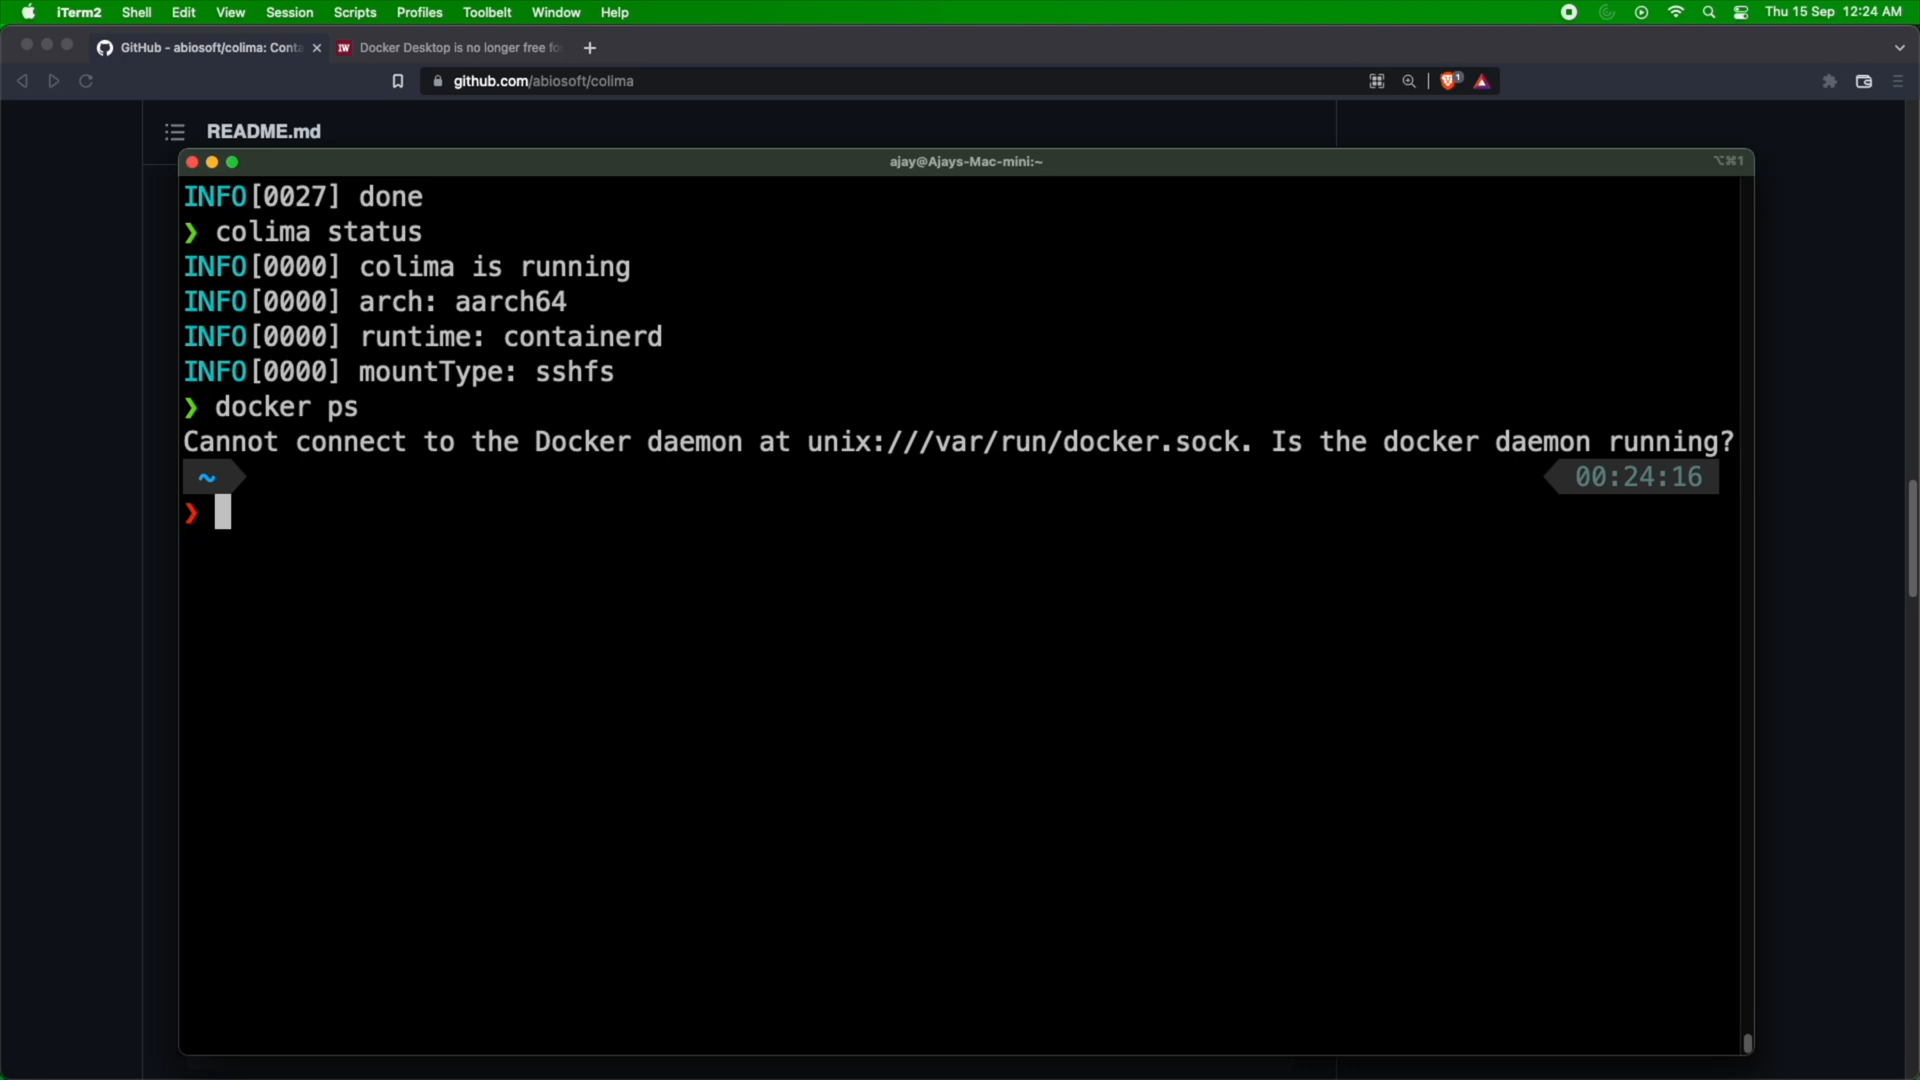 iTerm2 Shell Edit View Session Scripts Profiles Toolbelt Window Help Thu 15 Sep 12:24 AM
GitHub - abiosoft/colima: Conta Docker Desktop is no longer free fo
github.com/abiosoft/colima 1
README.md
ajay@Ajays-Mac-mini:~ ⌥⌘1
INFO[0027] done
❯ colima status
INFO[0000] colima is running
INFO[0000] arch: aarch64
INFO[0000] runtime: containerd
INFO[0000] mountType: sshfs
❯ docker ps
Cannot connect to the Docker daemon at unix:///var/run/docker.sock. Is the docker daemon running?
~ 00:24:16
❯